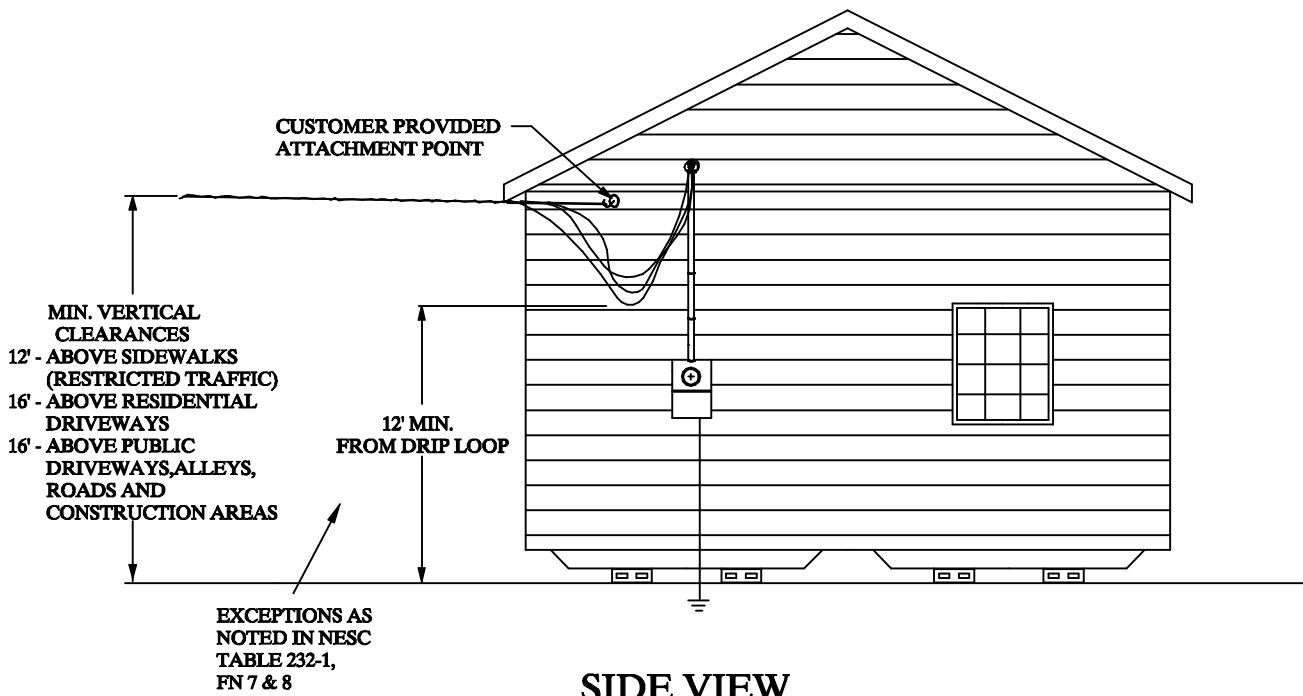 CUSTOMER PROVIDED
ATTACHMENT POINT
MIN. VERTICAL
CLEARANCES
12' - ABOVE SIDEWALKS
(RESTRICTED TRAFFIC)
16' - ABOVE RESIDENTIAL
DRIVEWAYS
16' - ABOVE PUBLIC
DRIVEWAYS,ALLEYS,
ROADS AND
CONSTRUCTION AREAS
12' MIN.
FROM DRIP LOOP
EXCEPTIONS AS
NOTED IN NESC
TABLE 232-1,
FN 7 & 8
SIDE VIEW